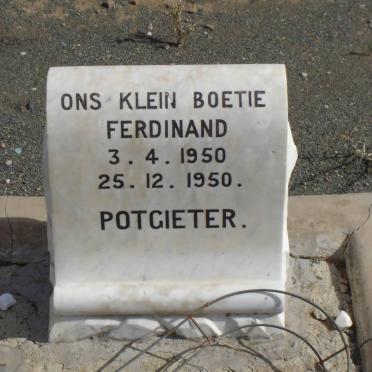 ONS KLEIN BOETIE
FERDINAND
3. 4. 1950
25. 12. 1950.
POTGIETER.